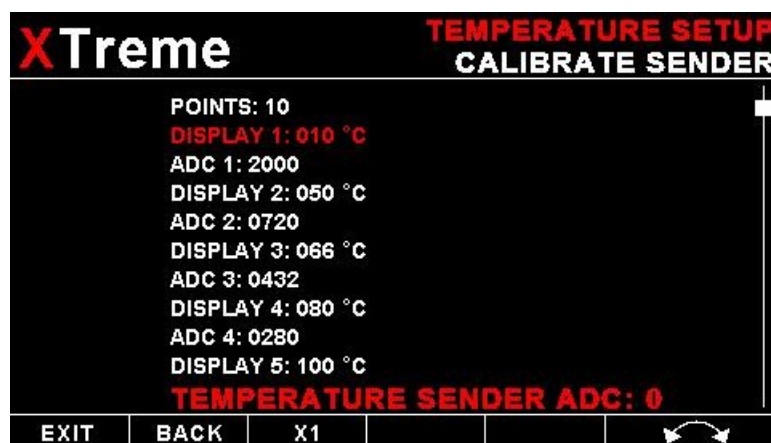 XTreme
TEMPERATURE SETUP
CALIBRATE SENDER
POINTS: 10
DISPLAY 1: 010 °C
ADC 1: 2000
DISPLAY 2: 050 °C
ADC 2: 0720
DISPLAY 3: 066 °C
ADC 3: 0432
DISPLAY 4: 080 °C
ADC 4: 0280
DISPLAY 5: 100 °C
TEMPERATURE SENDER ADC: 0
EXIT BACK X1